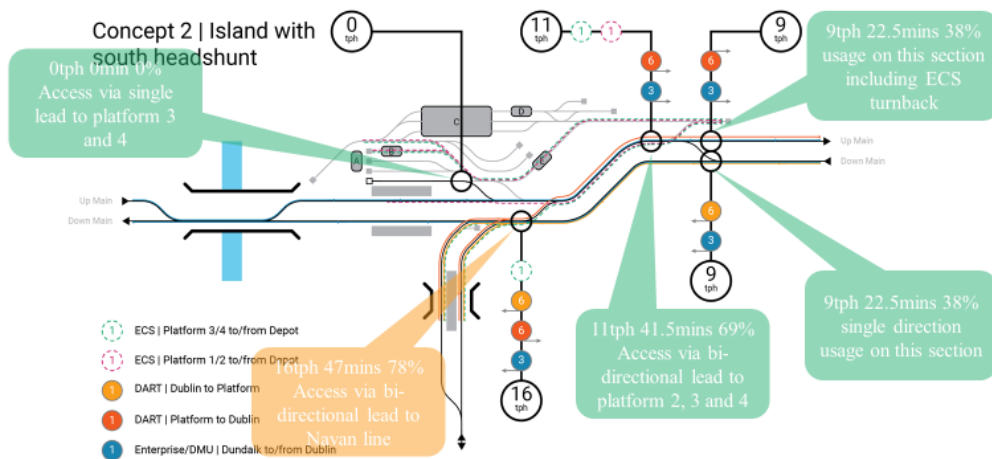 Concept 2 | Island with
south headshunt
0
tph
11
tph
1
1
9
tph
6
3
6
3
0tph 0min 0%
Access via single
lead to platform 3
and 4
9tph 22.5mins 38%
usage on this section
including ECS
turnback
A
B
C
D
E
Up Main
Down Main
Up Main
Down Main
1
6
6
3
16
tph
6
3
9
tph
16tph 47mins 78%
Access via bi-
directional lead to
Navan line
11tph 41.5mins 69%
Access via bi-
directional lead to
platform 2, 3 and 4
9tph 22.5mins 38%
single direction
usage on this section
1 ECS | Platform 3/4 to/from Depot
1 ECS | Platform 1/2 to/from Depot
1 DART | Dublin to Platform
1 DART | Platform to Dublin
1 Enterprise/DMU | Dundalk to/from Dublin